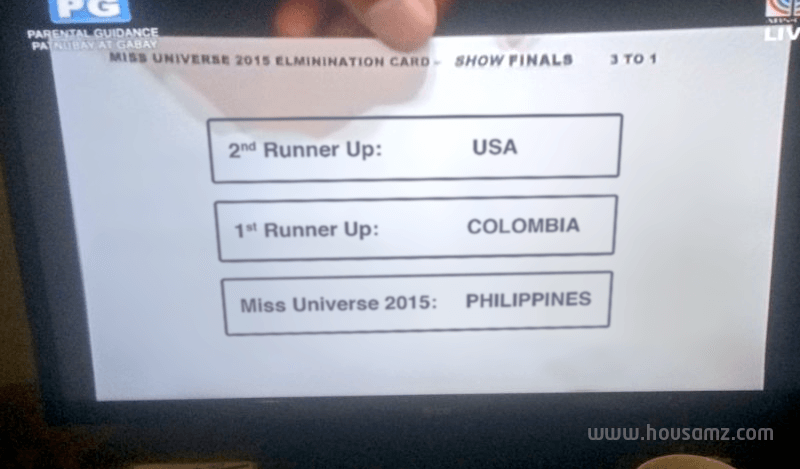 PG
PARENTAL GUIDANCE
PATNUBAY AT GABAY
LIV
MISS UNIVERSE 2015 ELMININATION CARD - SHOW FINALS 3 TO 1
2nd Runner Up: USA
1st Runner Up: COLOMBIA
Miss Universe 2015: PHILIPPINES
www.housamz.com